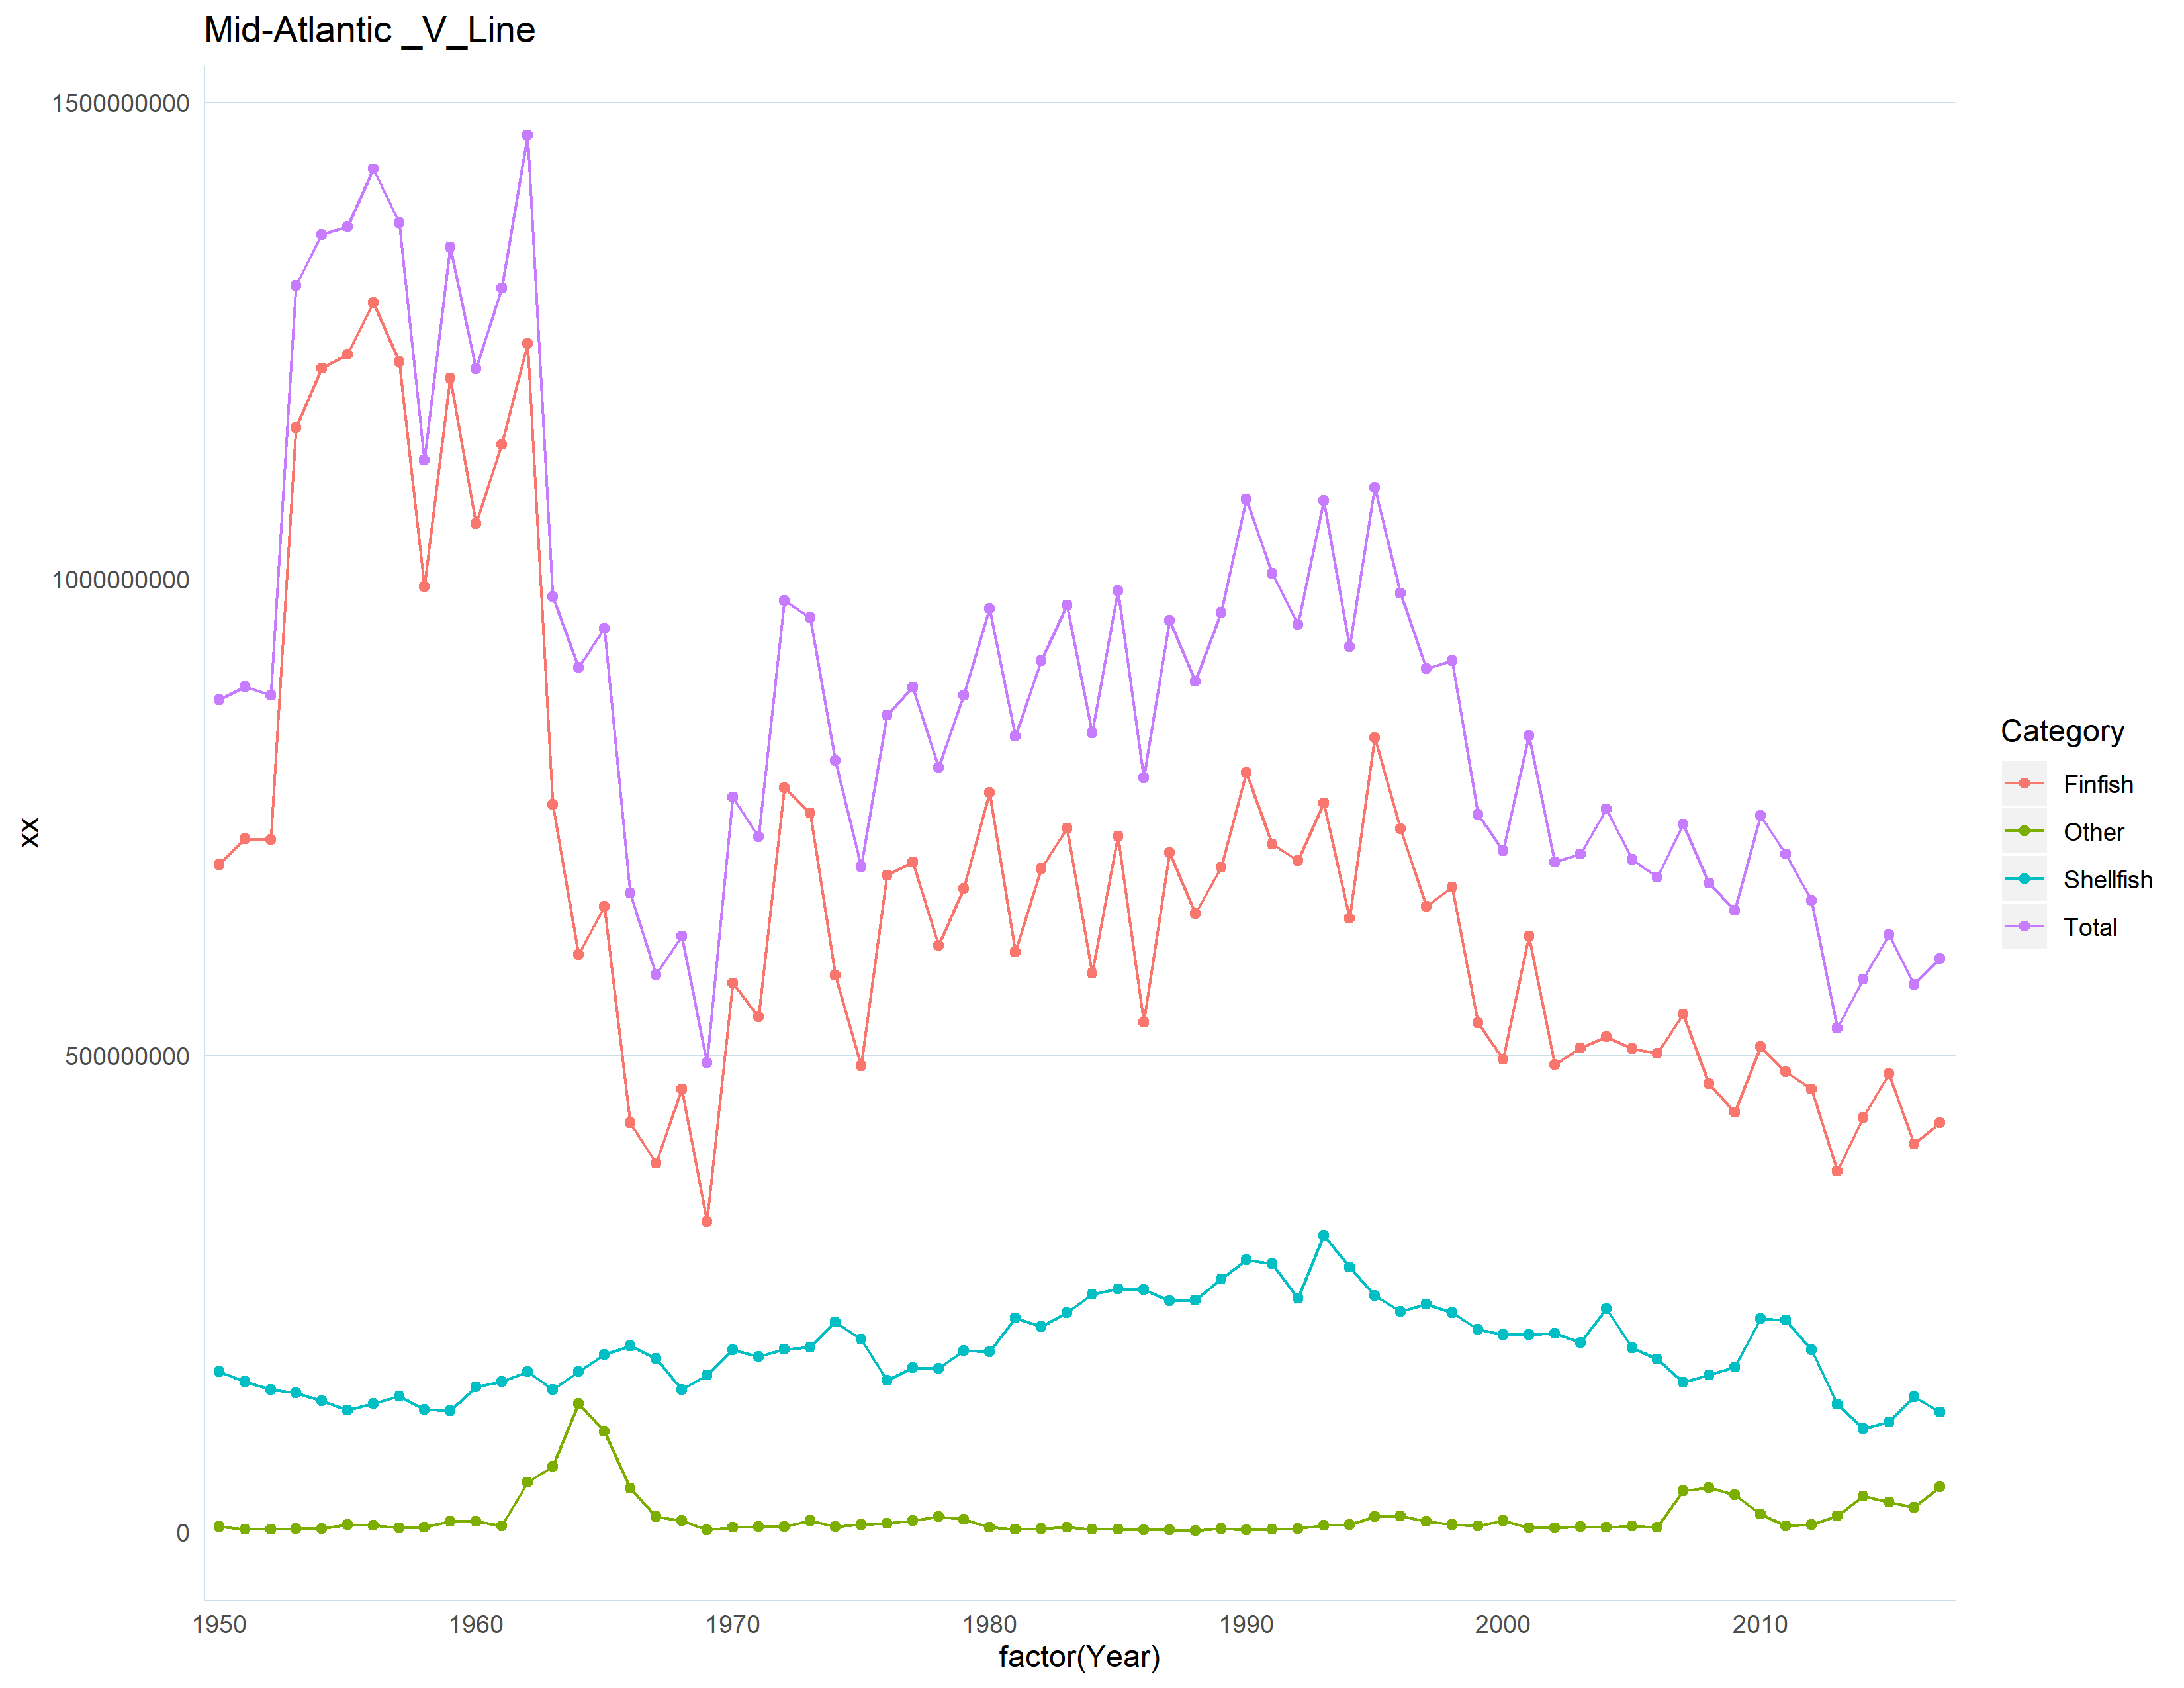 Mid-Atlantic _V_Line
1500000000
1000000000
500000000
0
xx
1950 1960 1970 1980 1990 2000 2010
factor(Year)
Category
Finfish
Other
Shellfish
Total